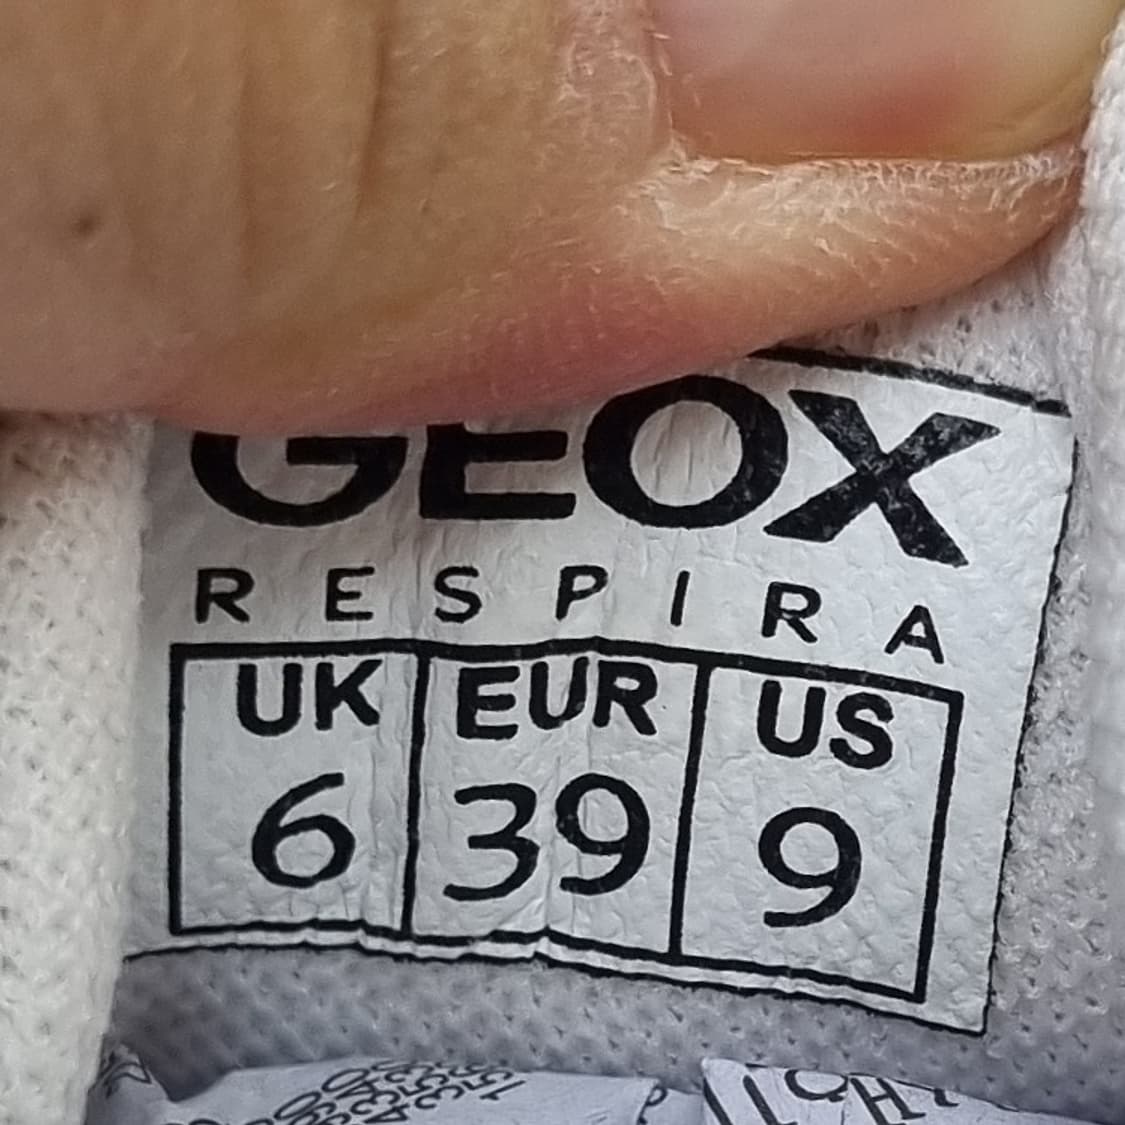 GEOX
RESPIRA
UK EUR US
6 39 9